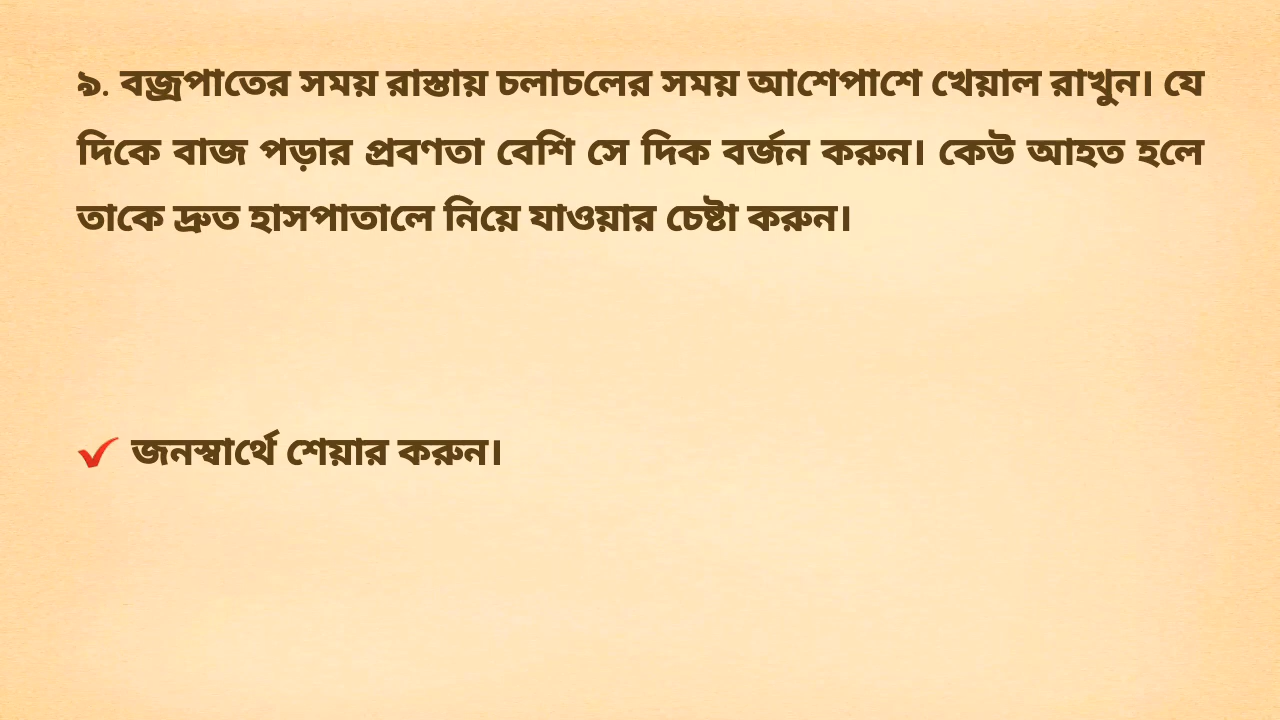 ৯. বজ্রপাতের সময় রাস্তায় চলাচলের সময় আশেপাশে খেয়াল রাখুন। যে
দিকে বাজ পড়ার প্রবণতা বেশি সে দিক বর্জন করুন। কেউ আহত হলে
তাকে দ্রুত হাসপাতালে নিয়ে যাওয়ার চেষ্টা করুন।
✓ জনস্বার্থে শেয়ার করুন।